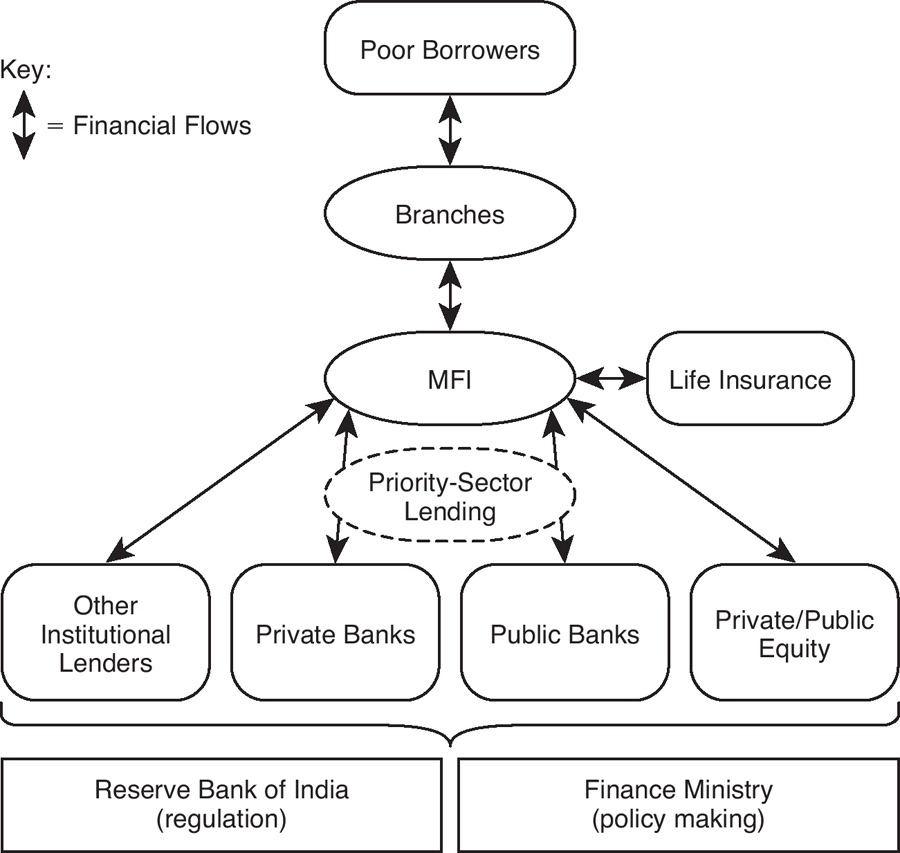 Poor Borrowers
Key:
= Financial Flows
Branches
MFI
Life Insurance
Priority-Sector
Lending
Other
Institutional
Lenders
Private Banks
Public Banks
Private/Public
Equity
Reserve Bank of India
(regulation)
Finance Ministry
(policy making)